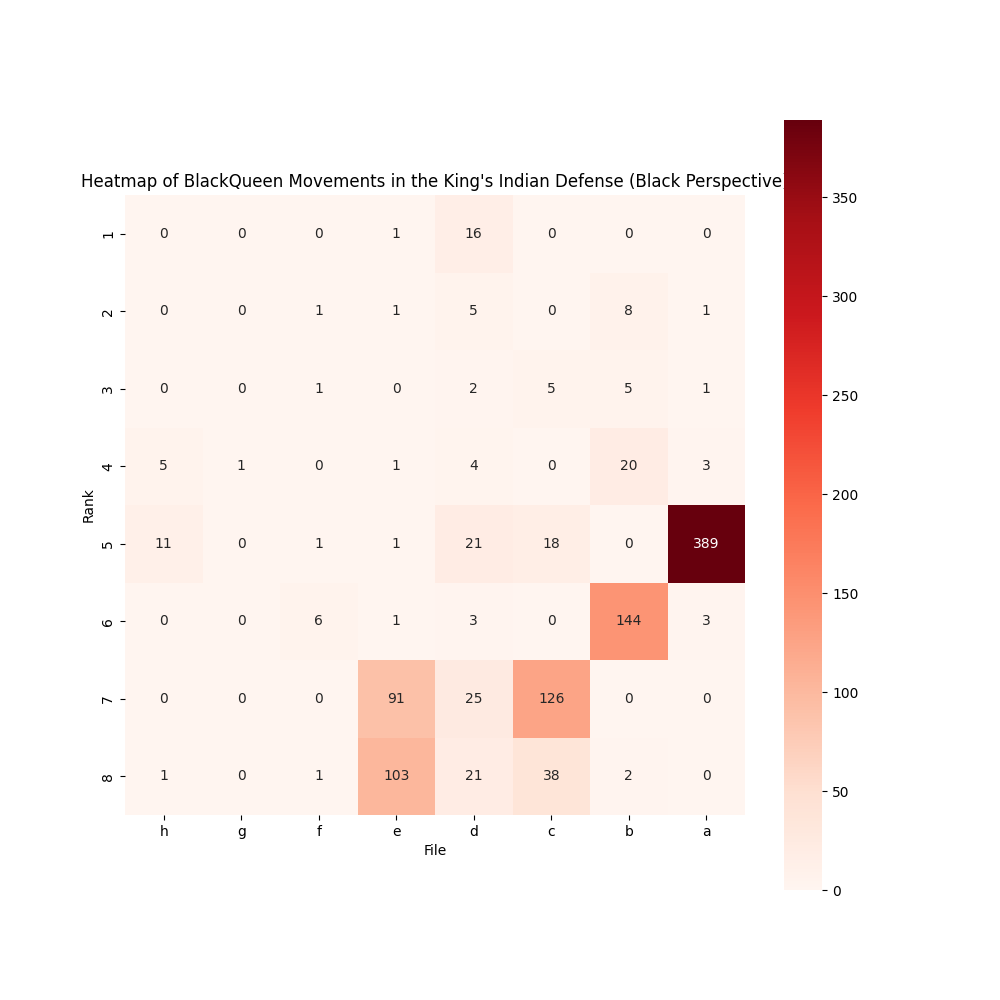 Heatmap of BlackQueen Movements in the King's Indian Defense (Black Perspective
350
300
250
200
150
100
50
0
Rank
1 0 0 0 1 16 0 0 0
2 0 0 1 1 5 0 8 1
3 0 0 1 0 2 5 5 1
4 5 1 0 1 4 0 20 3
5 11 0 1 1 21 18 0 389
6 0 0 6 1 3 0 144 3
7 0 0 0 91 25 126 0 0
8 1 0 1 103 21 38 2 0
h g f e d c b a
File